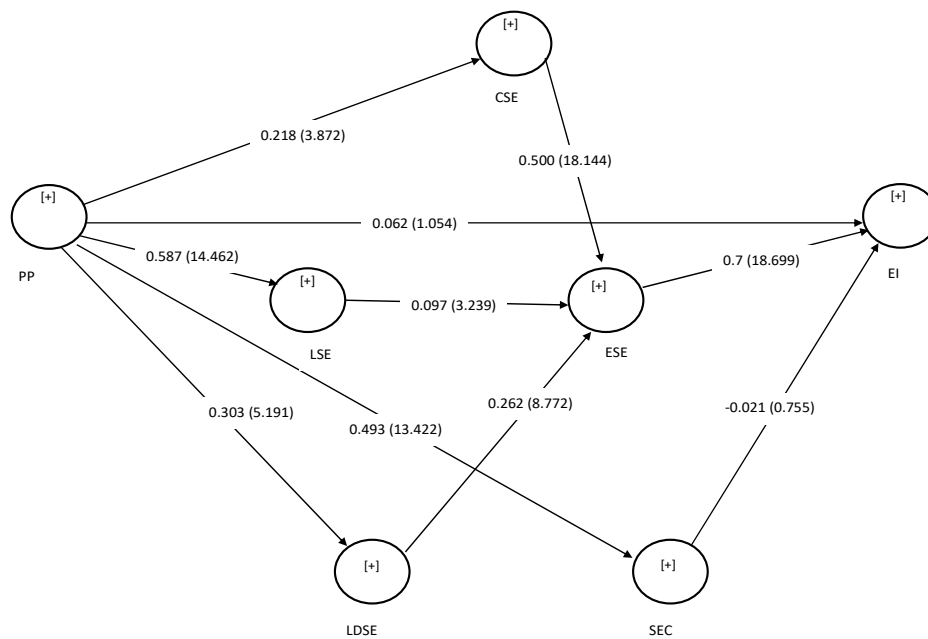 [+]
CSE
0.218 (3.872)
0.500 (18.144)
[+]
PP
0.062 (1.054)
[+]
EI
0.587 (14.462)
0.7 (18.699)
[+]
LSE
0.097 (3.239)
[+]
ESE
0.303 (5.191)
0.493 (13.422)
0.262 (8.772)
-0.021 (0.755)
[+]
LDSE
[+]
SEC